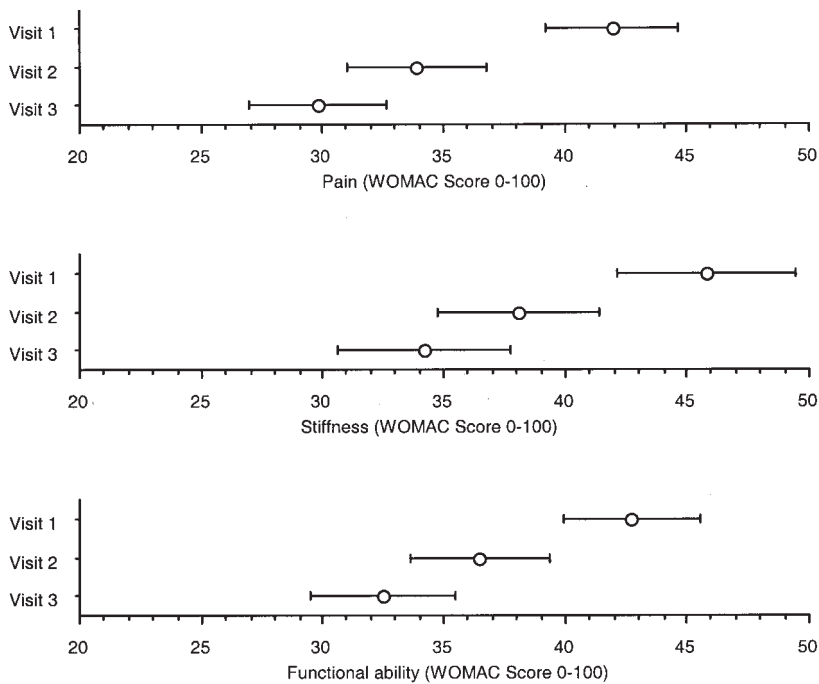 Visit 1
Visit 2
Visit 3
20 25 30 35 40 45 50
Pain (WOMAC Score 0-100)
Visit 1
Visit 2
Visit 3
20 25 30 35 40 45 50
Stiffness (WOMAC Score 0-100)
Visit 1
Visit 2
Visit 3
20 25 30 35 40 45 50
Functional ability (WOMAC Score 0-100)